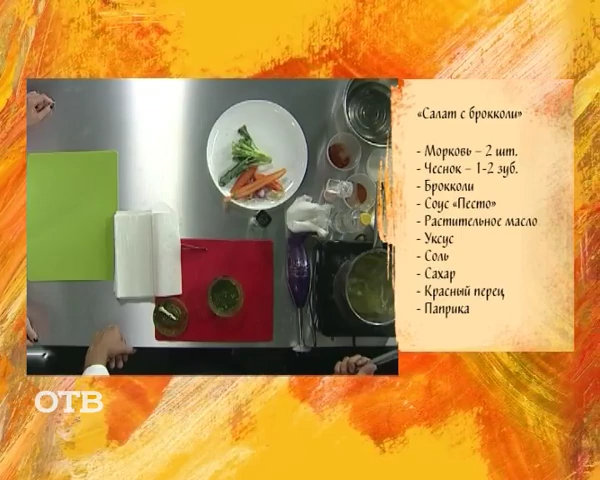 «Салат с брокколи»
- Морковь – 2 шт.
- Чеснок – 1-2 зуб.
- Брокколи
- Соус «Песто»
- Растительное масло
- Уксус
- Соль
- Сахар
- Красный перец
- Паприка
ОТВ